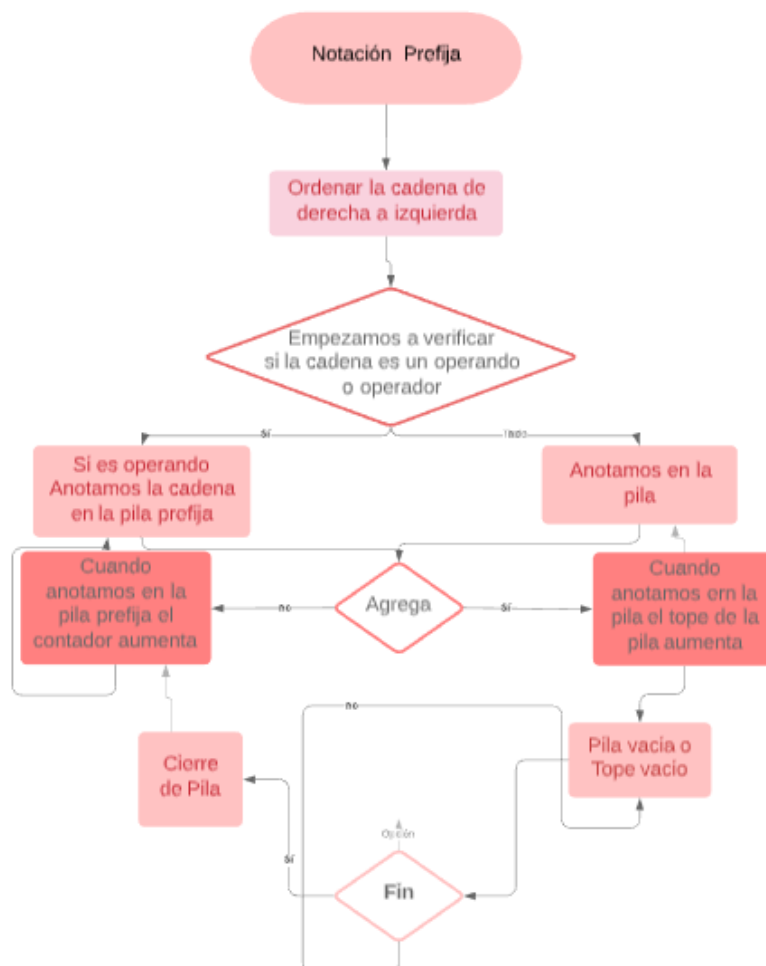 Notación Prefija
Ordenar la cadena de
derecha a izquierda
Empezamos a verificar
si la cadena es un operando
o operador
Sí
Si es operando
Anotamos la cadena
en la pila prefija
Anotamos en la
pila
Cuando
anotamos en la
pila prefija el
contador aumenta
no
Agrega
Sí
Cuando
anotamos ern la
pila el tope de la
pila aumenta
no
Cierre
de Pila
Pila vacia o
Tope vacio
Opción
Sí
Fin